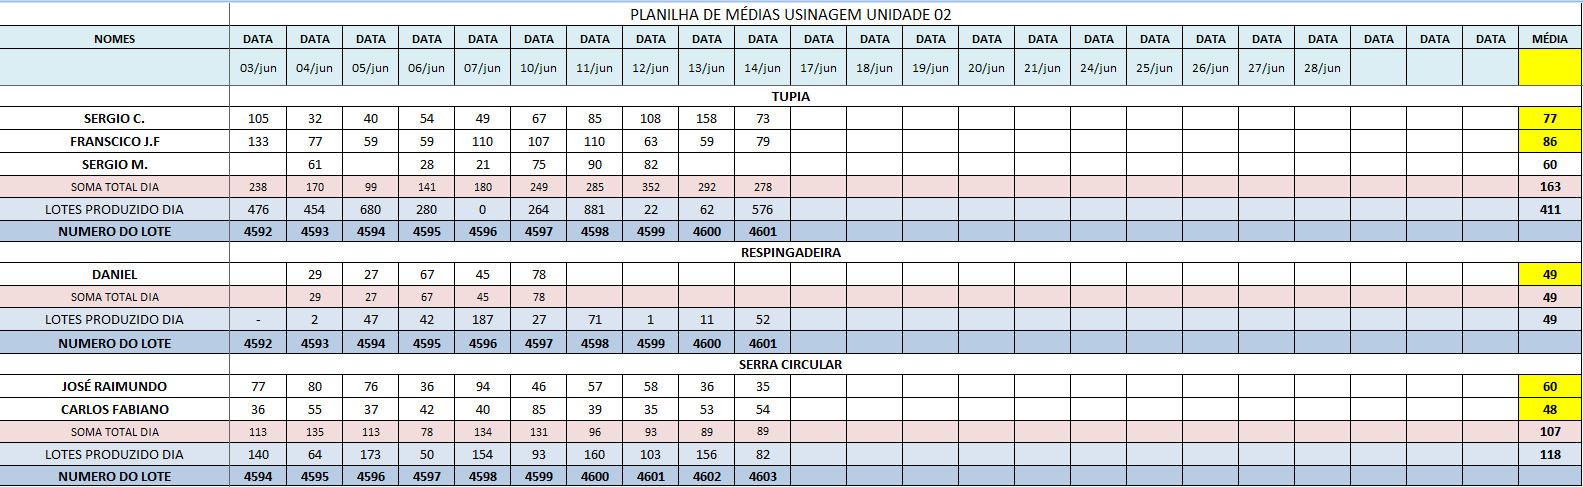 PLANILHA DE MÉDIAS USINAGEM UNIDADE 02
NOMES DATA DATA DATA DATA DATA DATA DATA DATA DATA DATA DATA DATA DATA DATA DATA DATA DATA DATA DATA DATA DATA DATA DATA MÉDIA
03/jun 04/jun 05/jun 06/jun 07/jun 10/jun 11/jun 12/jun 13/jun 14/jun 17/jun 18/jun 19/jun 20/jun 21/jun 24/jun 25/jun 26/jun 27/jun 28/jun
TUPIA
SERGIO C. 105 32 40 54 49 67 85 108 158 73 77
FRANSCICO J.F 133 77 59 59 110 107 110 63 59 79 86
SERGIO M. 61 28 21 75 90 82 60
SOMA TOTAL DIA 238 170 99 141 180 249 285 352 292 278 163
LOTES PRODUZIDO DIA 476 454 680 280 0 264 881 22 62 576 411
NUMERO DO LOTE 4592 4593 4594 4595 4596 4597 4598 4599 4600 4601
RESPINGADEIRA
DANIEL 29 27 67 45 78 49
SOMA TOTAL DIA 29 27 67 45 78 49
LOTES PRODUZIDO DIA - 2 47 42 187 27 71 1 11 52 49
NUMERO DO LOTE 4592 4593 4594 4595 4596 4597 4598 4599 4600 4601
SERRA CIRCULAR
JOSÉ RAIMUNDO 77 80 76 36 94 46 57 58 36 35 60
CARLOS FABIANO 36 55 37 42 40 85 39 35 53 54 48
SOMA TOTAL DIA 113 135 113 78 134 131 96 93 89 89 107
LOTES PRODUZIDO DIA 140 64 173 50 154 93 160 103 156 82 118
NUMERO DO LOTE 4594 4595 4596 4597 4598 4599 4600 4601 4602 4603